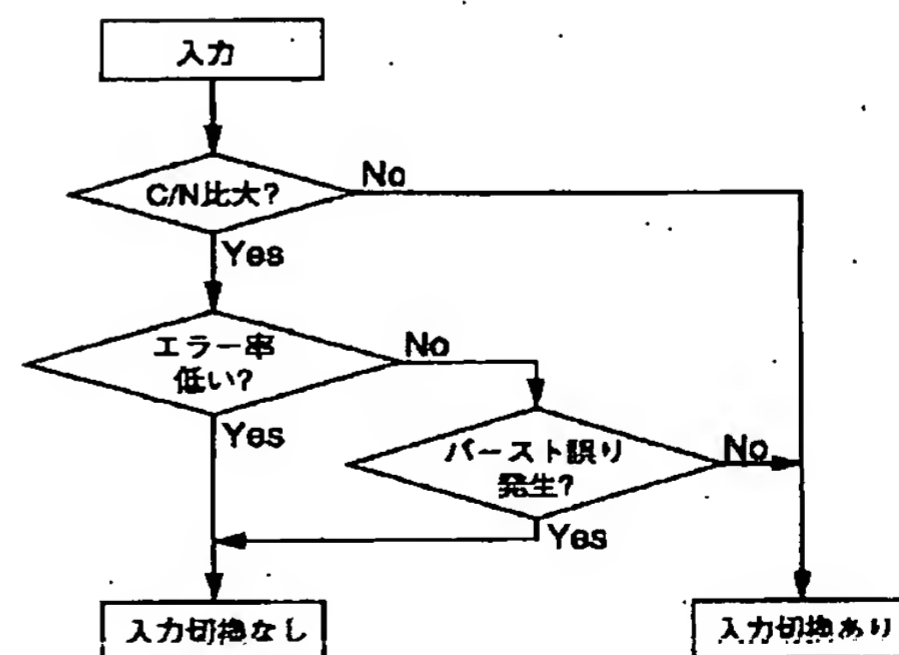 入力
C/N比大?
No
Yes
エラー率
低い?
No
Yes
バースト誤り
発生?
No
Yes
入力切換なし
入力切換あり